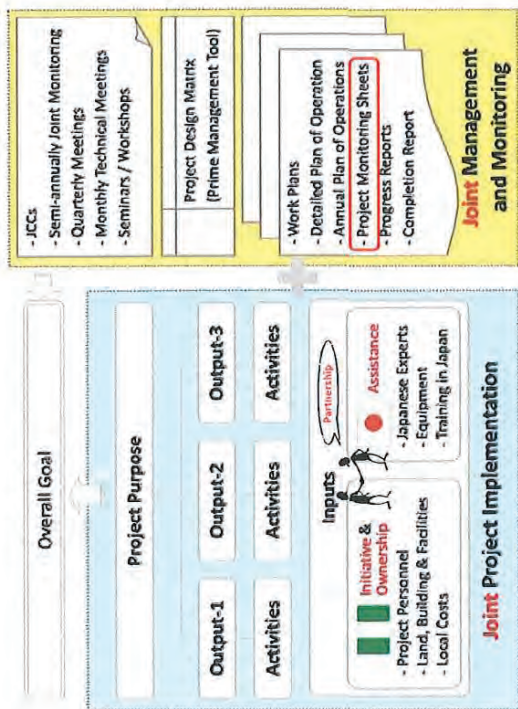 Overall Goal
Project Purpose
Output-1
Output-2
Output-3
Activities
Activities
Activities
Inputs
Partnership
Initiative &
Ownership
- Project Personnel
- Land, Building & Facilities
- Local Costs
Assistance
- Japanese Experts
- Equipment
- Training in Japan
Joint Project Implementation
- JCCs
- Semi-annually Joint Monitoring
- Quarterly Meetings
- Monthly Technical Meetings
- Seminars / Workshops
Project Design Matrix
(Prime Management Tool)
- Work Plans
- Detailed Plan of Operation
- Annual Plan of Operations
- Project Monitoring Sheets
- Progress Reports
- Completion Report
Joint Management
and Monitoring